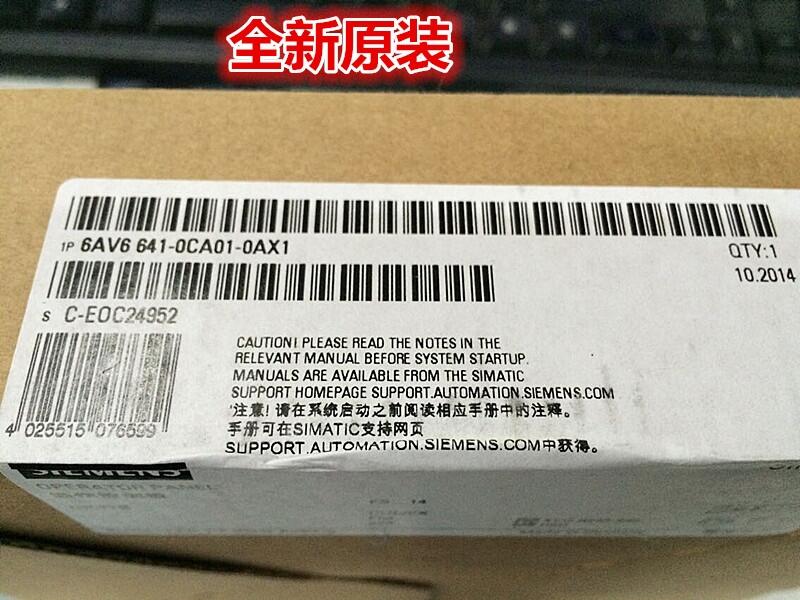 全新原装
1P 6AV6 641-0CA01-0AX1
QTY:1
10.2014
S C-EOC24952
CAUTION! PLEASE READ THE NOTES IN THE
RELEVANT MANUAL BEFORE SYSTEM STARTUP.
MANUALS ARE AVAILABLE FROM THE SIMATIC
SUPPORT HOMEPAGE SUPPORT.AUTOMATION.SIEMENS.COM
注意! 请在系统启动之前阅读相应手册中的注释。
手册可在SIMATIC支持网页
SUPPORT.AUTOMATION.SIEMENS.COM中获得。
4 025515 076599
SIEMENS
OPERATOR PANEL